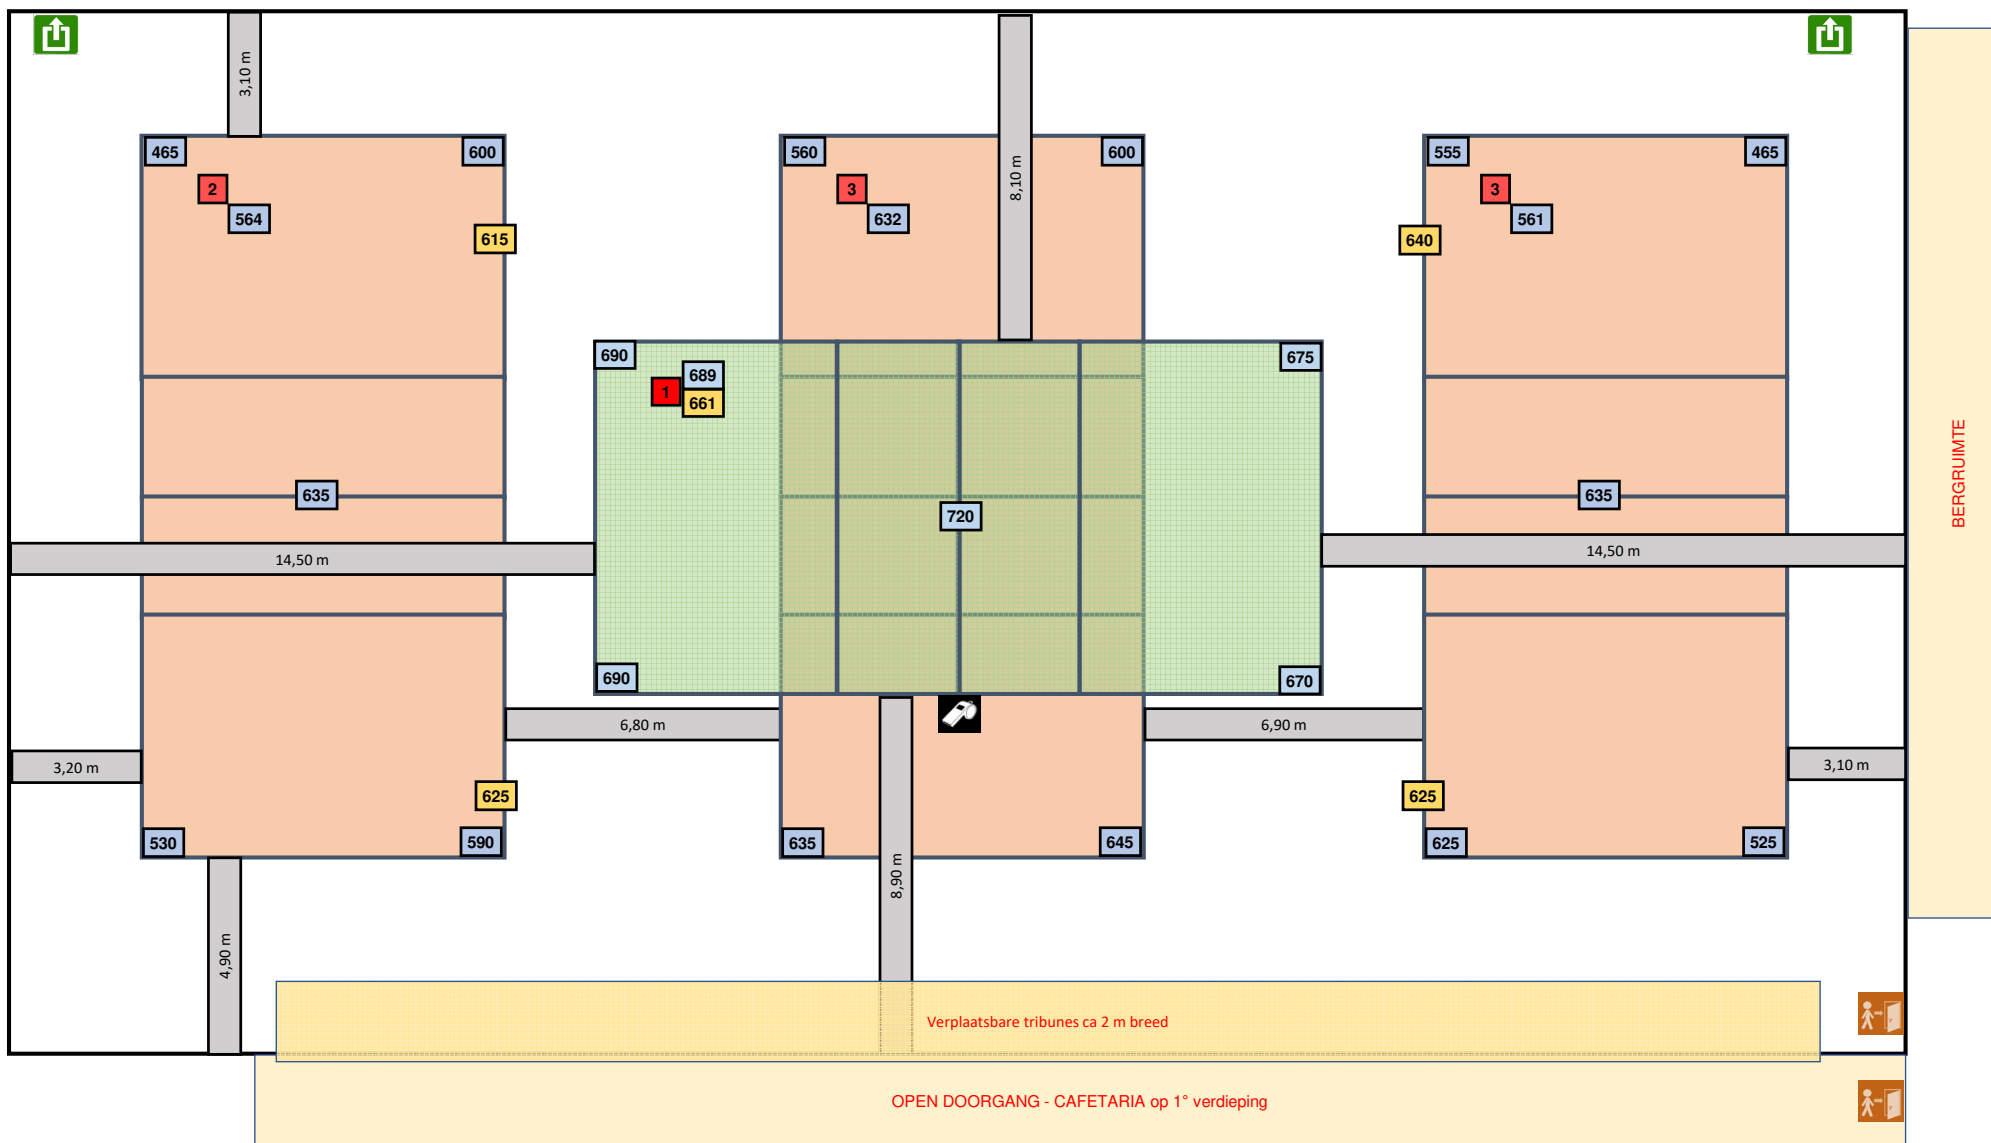 3,10 m
8,10 m
465
600
560
600
555
465
2
564
3
632
3
561
615
640
690
675
689
1
661
635
720
635
14,50 m
14,50 m
690
670
6,80 m
6,90 m
3,20 m
3,10 m
625
625
530
590
635
645
625
525
8,90 m
4,90 m
BERGRUIMTE
Verplaatsbare tribunes ca 2 m breed
OPEN DOORGANG - CAFETARIA op 1° verdieping